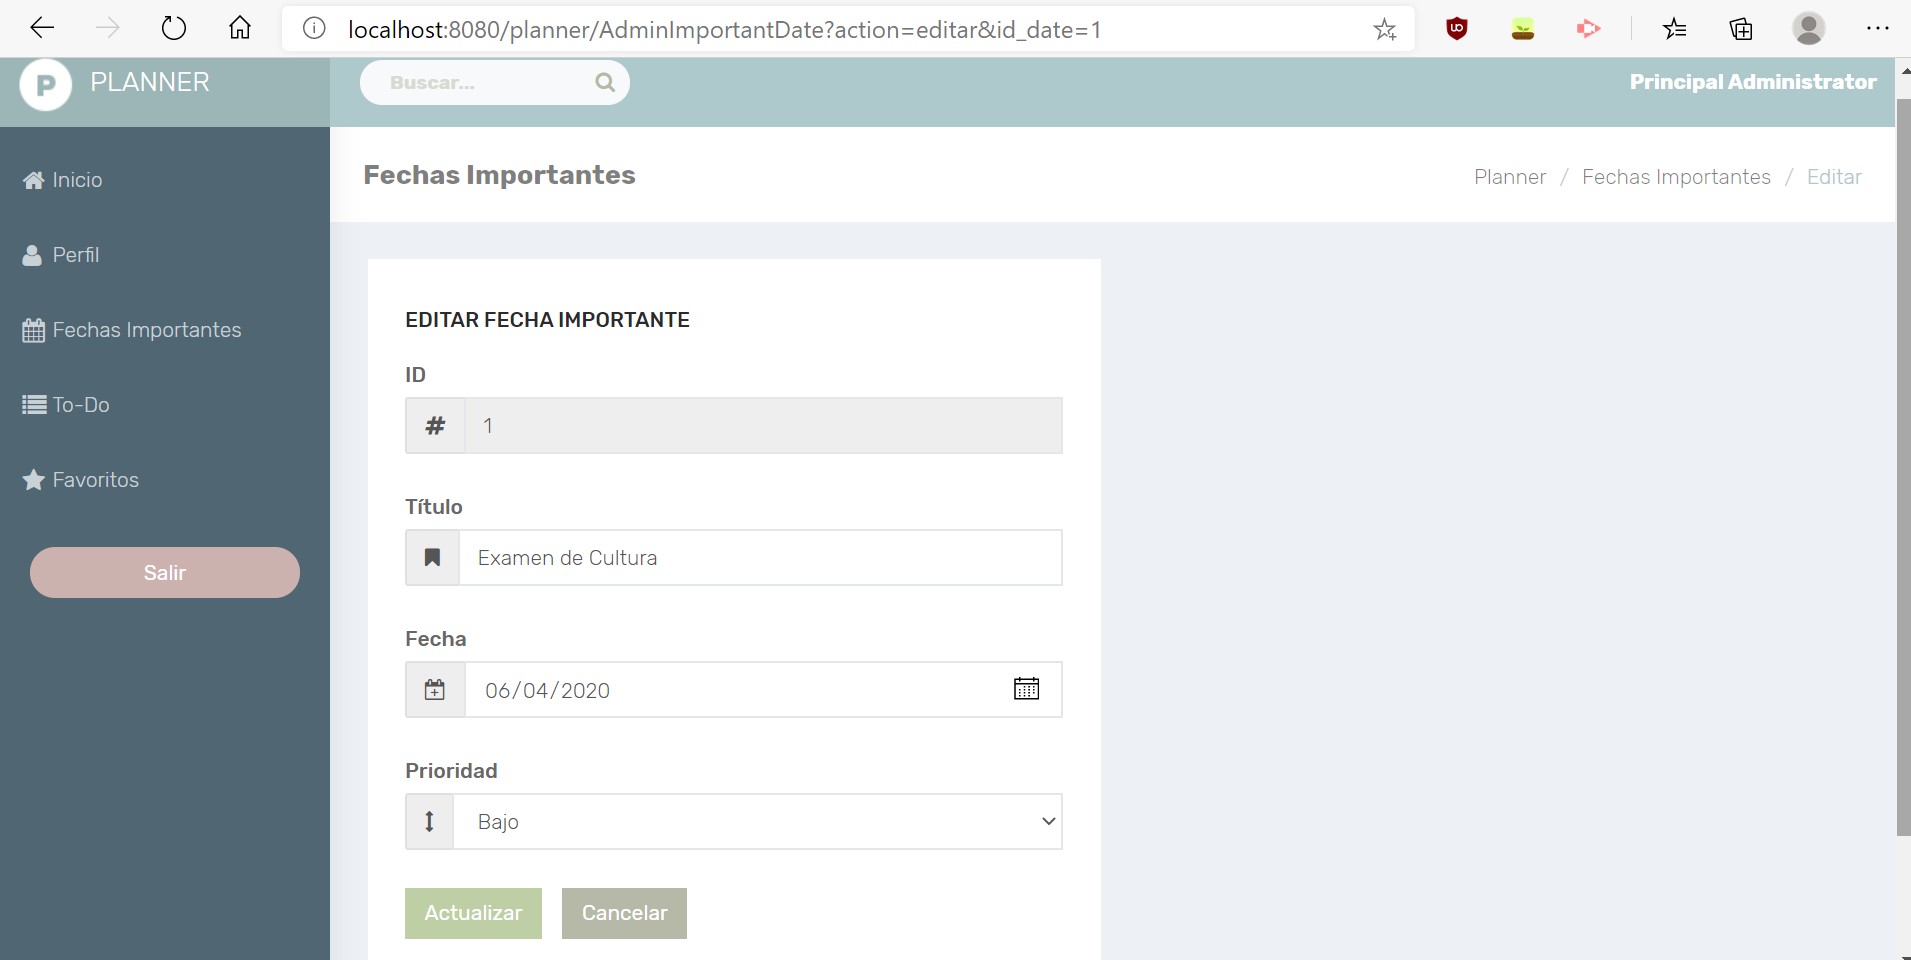 localhost:8080/planner/AdminImportantDate?action=editar&id_date=1
P PLANNER
Buscar...
Principal Administrator
Inicio
Perfil
Fechas Importantes
To-Do
Favoritos
Salir
Fechas Importantes
Planner / Fechas Importantes / Editar
EDITAR FECHA IMPORTANTE
ID
# 1
Título
Examen de Cultura
Fecha
06/04/2020
Prioridad
Bajo
Actualizar
Cancelar